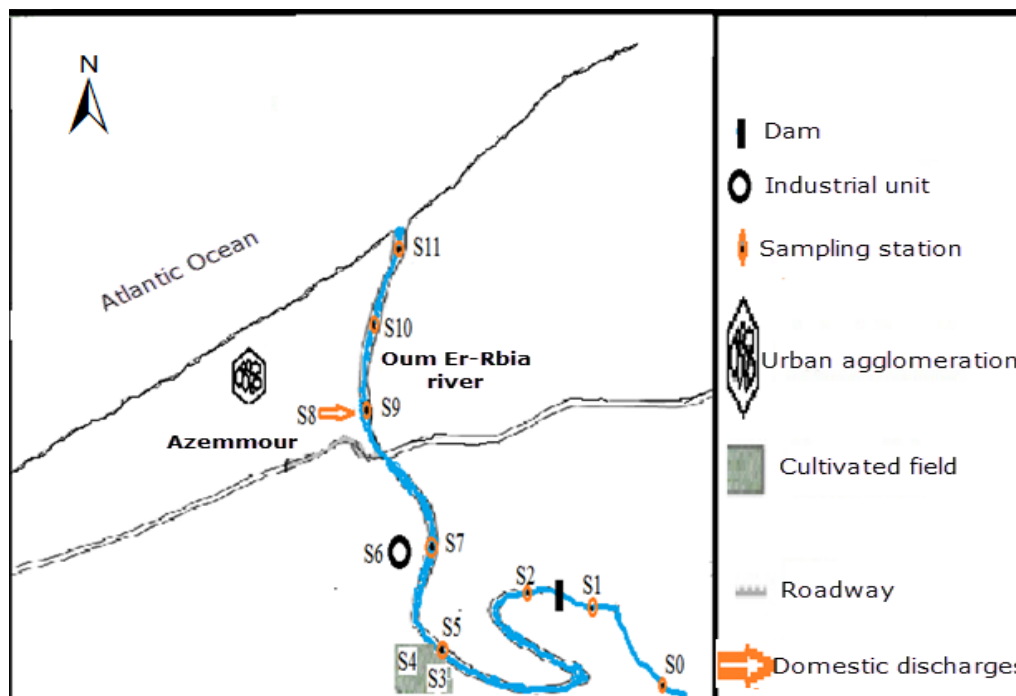 N
Dam
Industrial unit
Sampling station
Urban agglomeration
Cultivated field
Roadway
Domestic discharges
Atlantic Ocean
S11
S10
Oum Er-Rbia
river
S9
S8
Azemmour
S7
S6
S2
S1
S5
S4
S3
S0